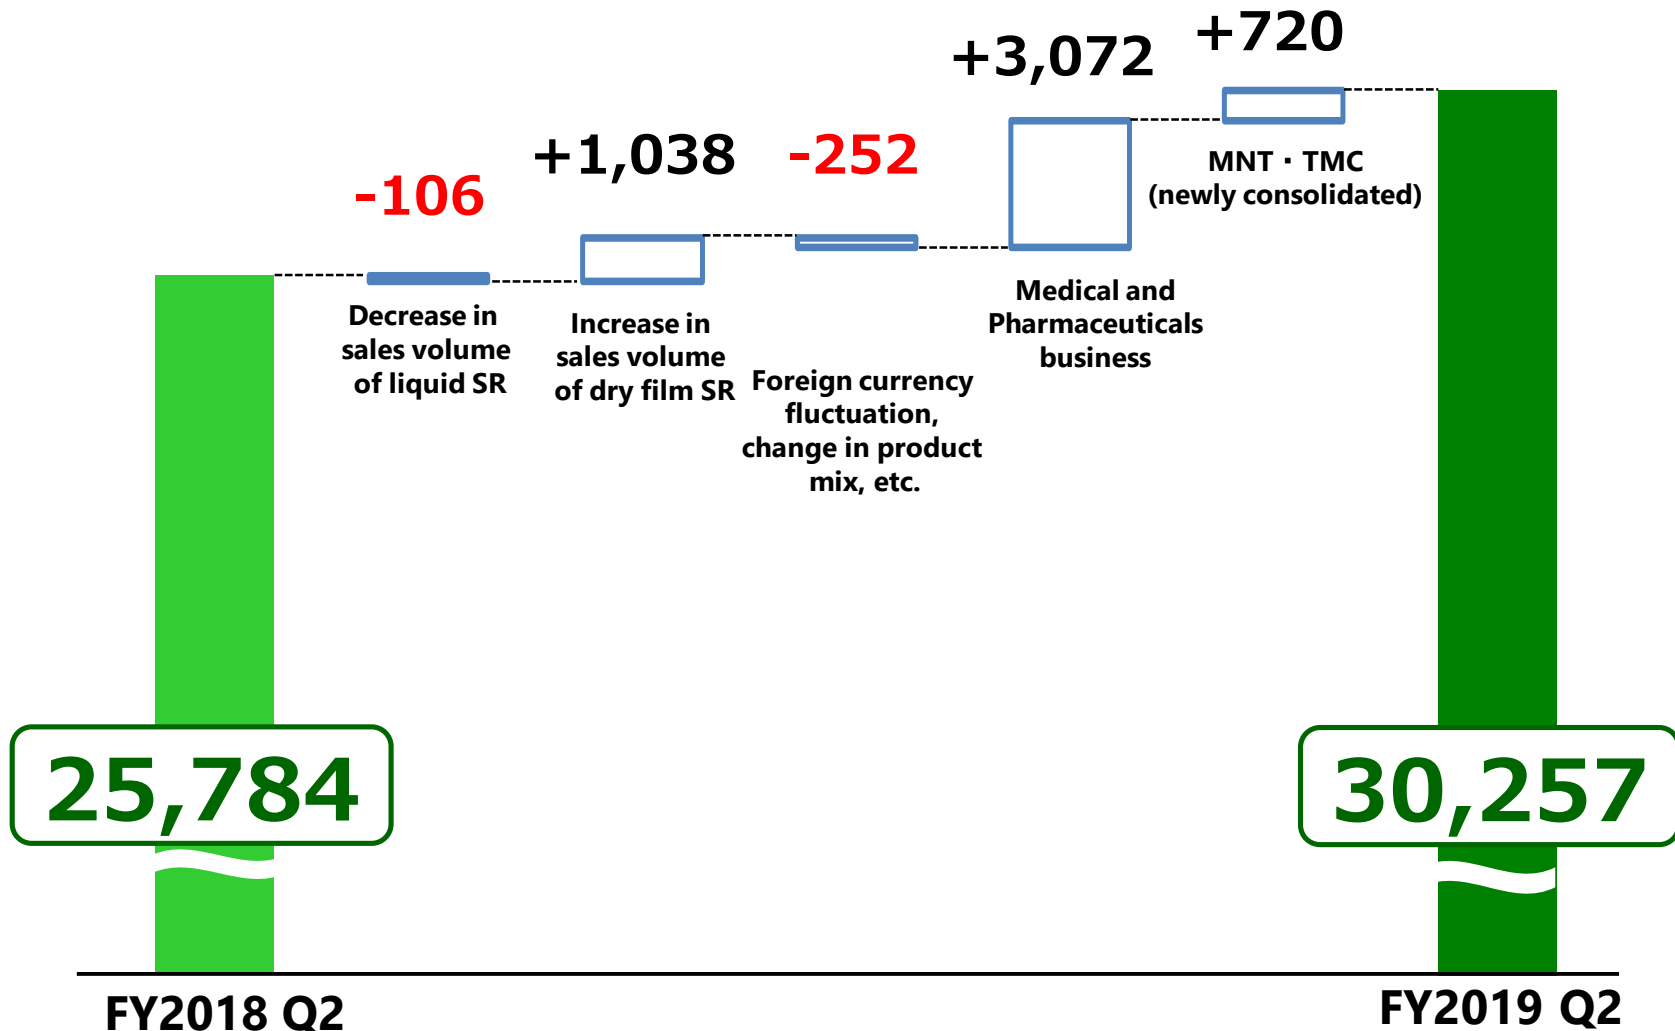 -106
+1,038
-252
+3,072
+720
Decrease in
sales volume
of liquid SR
Increase in
sales volume
of dry film SR
Foreign currency
fluctuation,
change in product
mix, etc.
Medical and
Pharmaceuticals
business
MNT・TMC
(newly consolidated)
25,784
30,257
FY2018 Q2
FY2019 Q2